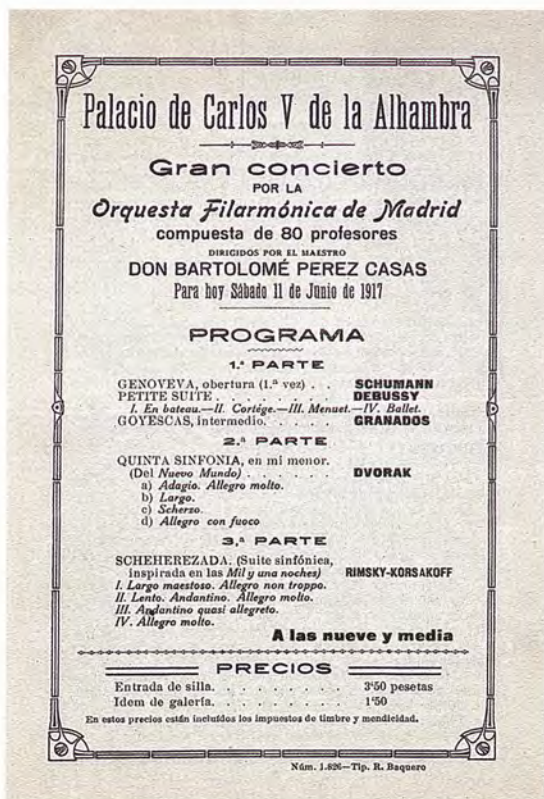 Palacio de Carlos V de la Alhambra
Gran concierto
POR LA
Orquesta Filarmónica de Madrid
compuesta de 80 profesores
DIRIGIDOS POR EL MAESTRO
DON BARTOLOMÉ PEREZ CASAS
Para hoy Sábado 11 de Junio de 1917
PROGRAMA
1.ª PARTE
GENOVEVA, obertura (1.ª vez) . . SCHUMANN
PETITE SUITE . . . . . . . . DEBUSSY
I. En bateau.—II. Cortége.—III. Menuet.—IV. Ballet.
GOYESCAS, intermedio. . . . . GRANADOS
2.ª PARTE
QUINTA SINFONIA, en mi menor.
(Del Nuevo Mundo) . . . . . . DVORAK
a) Adagio. Allegro molto.
b) Largo.
c) Scherzo.
d) Allegro con fuoco
3.ª PARTE
SCHEHEREZADA. (Suite sinfónica,
inspirada en las Mil y una noches) RIMSKY-KORSAKOFF
I. Largo maestoso. Allegro non troppo.
II. Lento. Andantino. Allegro molto.
III. Andantino quasi allegreto.
IV. Allegro molto.
A las nueve y media
PRECIOS
Entrada de silla. . . . . . . . 3'50 pesetas
Idem de galería. . . . . . . . 1'50
En estos precios están incluídos los impuestos de timbre y mendicidad.
Núm. 1.826—Tip. R. Baquero